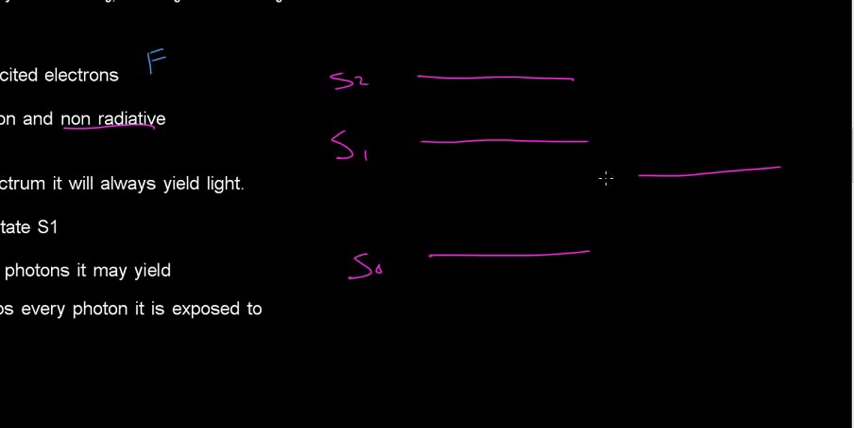 cited electrons F
S2
on and non radiative
S1
ctrum it will always yield light.
tate S1
photons it may yield
S0
os every photon it is exposed to